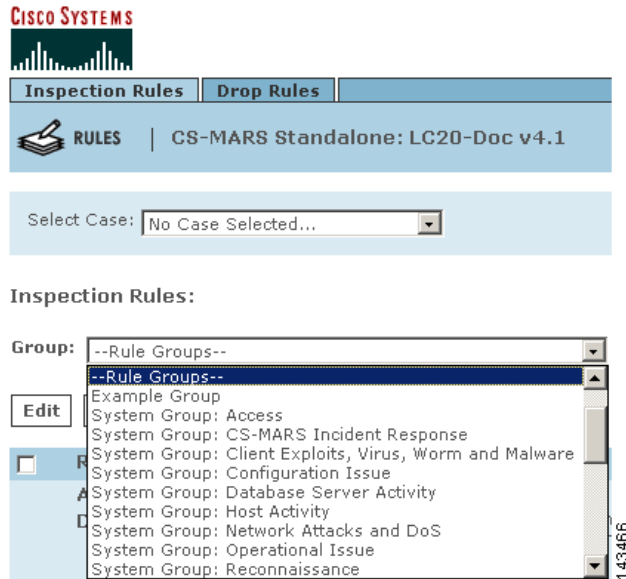 CISCO SYSTEMS
Inspection Rules Drop Rules
RULES | CS-MARS Standalone: LC20-Doc v4.1
Select Case: No Case Selected...
Inspection Rules:
Group: --Rule Groups--
--Rule Groups--
Example Group
Edit
System Group: Access
System Group: CS-MARS Incident Response
System Group: Client Exploits, Virus, Worm and Malware
System Group: Configuration Issue
System Group: Database Server Activity
System Group: Host Activity
System Group: Network Attacks and DoS
System Group: Operational Issue
System Group: Reconnaissance
143466